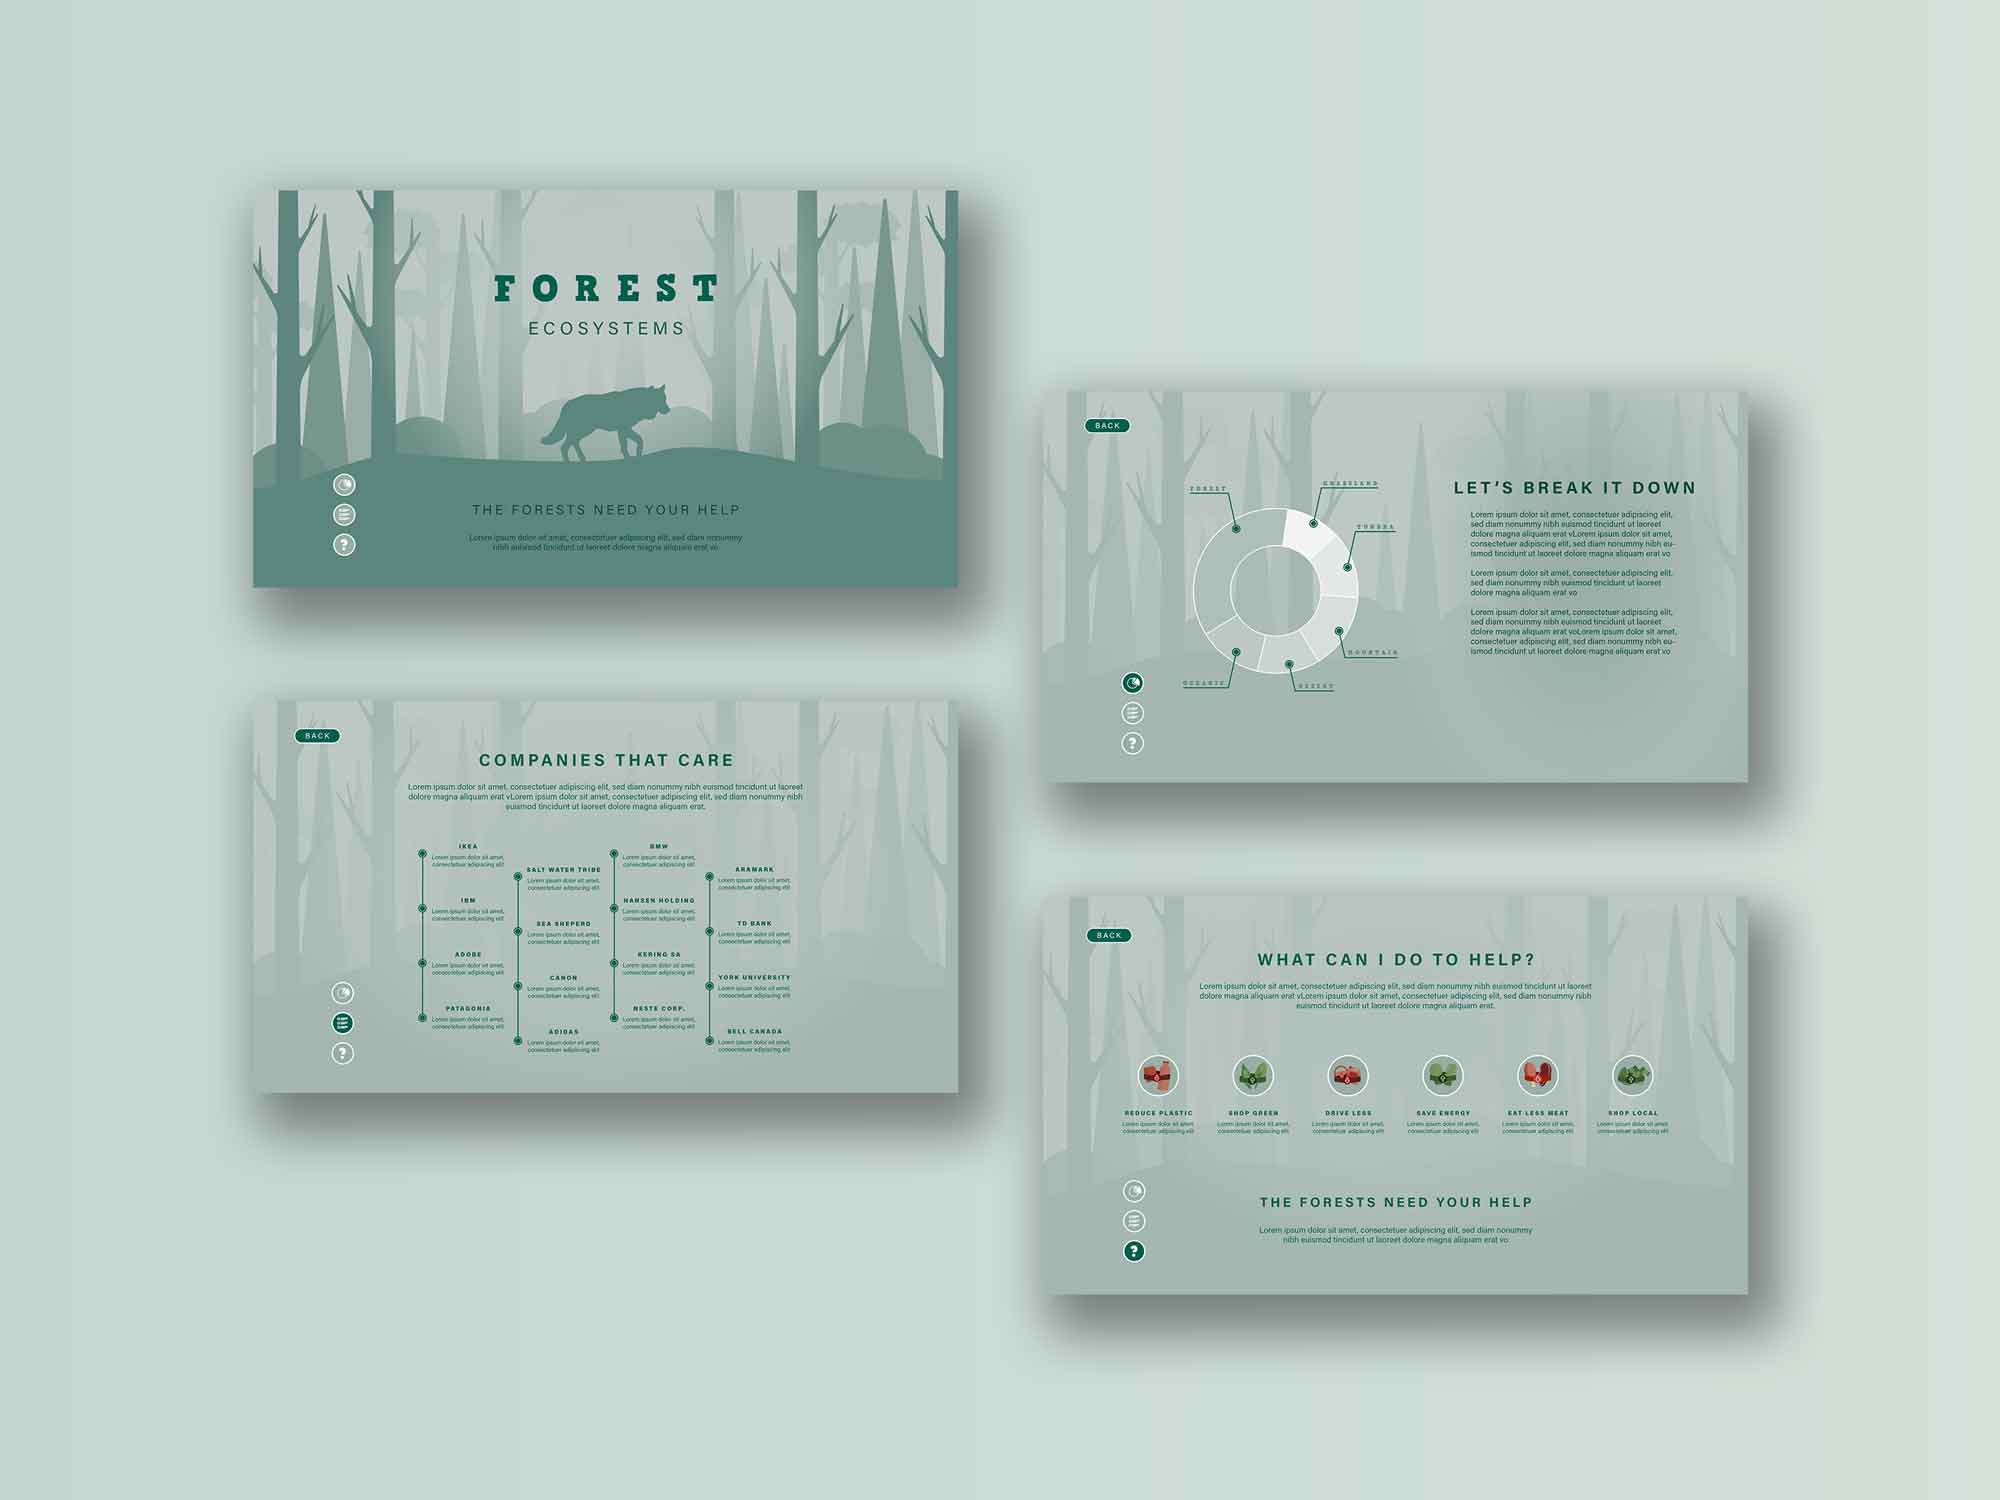 FOREST
ECOSYSTEMS
THE FORESTS NEED YOUR HELP
Lorem ipsum dolor sit amet, consectetuer adipiscing elit, sed diam nonummy
nibh euismod tincidunt ut laoreet dolore magna aliquam erat vo
BACK
FOREST
GRASSLAND
TUNDRA
MOUNTAIN
DESERT
OCEANIC
LET'S BREAK IT DOWN
Lorem ipsum dolor sit amet, consectetuer adipiscing elit,
sed diam nonummy nibh euismod tincidunt ut laoreet
dolore magna aliquam erat vLorem ipsum dolor sit amet,
consectetuer adipiscing elit, sed diam nonummy nibh eu-
ismod tincidunt ut laoreet dolore magna aliquam erat vo
Lorem ipsum dolor sit amet, consectetuer adipiscing elit,
sed diam nonummy nibh euismod tincidunt ut laoreet
dolore magna aliquam erat vo
Lorem ipsum dolor sit amet, consectetuer adipiscing elit,
sed diam nonummy nibh euismod tincidunt ut laoreet
dolore magna aliquam erat voLorem ipsum dolor sit amet,
consectetuer adipiscing elit, sed diam nonummy nibh eu-
ismod tincidunt ut laoreet dolore magna aliquam erat vo
?
BACK
COMPANIES THAT CARE
Lorem ipsum dolor sit amet, consectetuer adipiscing elit, sed diam nonummy nibh euismod tincidunt ut laoreet
dolore magna aliquam erat vLorem ipsum dolor sit amet, consectetuer adipiscing elit, sed diam nonummy nibh
euismod tincidunt ut laoreet dolore magna aliquam erat.
IKEA
Lorem ipsum dolor sit amet,
consectetuer adipiscing elit
IBM
Lorem ipsum dolor sit amet,
consectetuer adipiscing elit
ADOBE
Lorem ipsum dolor sit amet,
consectetuer adipiscing elit
PATAGONIA
Lorem ipsum dolor sit amet,
consectetuer adipiscing elit
SALT WATER TRIBE
Lorem ipsum dolor sit amet,
consectetuer adipiscing elit
SEA SHEPERD
Lorem ipsum dolor sit amet,
consectetuer adipiscing elit
CANON
Lorem ipsum dolor sit amet,
consectetuer adipiscing elit
ADIDAS
Lorem ipsum dolor sit amet,
consectetuer adipiscing elit
BMW
Lorem ipsum dolor sit amet,
consectetuer adipiscing elit
HANSEN HOLDING
Lorem ipsum dolor sit amet,
consectetuer adipiscing elit
KERING SA
Lorem ipsum dolor sit amet,
consectetuer adipiscing elit
NESTE CORP.
Lorem ipsum dolor sit amet,
consectetuer adipiscing elit
ARAMARK
Lorem ipsum dolor sit amet,
consectetuer adipiscing elit
TD BANK
Lorem ipsum dolor sit amet,
consectetuer adipiscing elit
YORK UNIVERSITY
Lorem ipsum dolor sit amet,
consectetuer adipiscing elit
BELL CANADA
Lorem ipsum dolor sit amet,
consectetuer adipiscing elit
?
BACK
WHAT CAN I DO TO HELP?
Lorem ipsum dolor sit amet, consectetuer adipiscing elit, sed diam nonummy nibh euismod tincidunt ut laoreet
dolore magna aliquam erat vLorem ipsum dolor sit amet, consectetuer adipiscing elit, sed diam nonummy nibh
euismod tincidunt ut laoreet dolore magna aliquam erat.
REDUCE PLASTIC
Lorem ipsum dolor sit amet,
consectetuer adipiscing elit
SHOP GREEN
Lorem ipsum dolor sit amet,
consectetuer adipiscing elit
DRIVE LESS
Lorem ipsum dolor sit amet,
consectetuer adipiscing elit
SAVE ENERGY
Lorem ipsum dolor sit amet,
consectetuer adipiscing elit
EAT LESS MEAT
Lorem ipsum dolor sit amet,
consectetuer adipiscing elit
SHOP LOCAL
Lorem ipsum dolor sit amet,
consectetuer adipiscing elit
THE FORESTS NEED YOUR HELP
Lorem ipsum dolor sit amet, consectetuer adipiscing elit, sed diam nonummy
nibh euismod tincidunt ut laoreet dolore magna aliquam erat vo
?